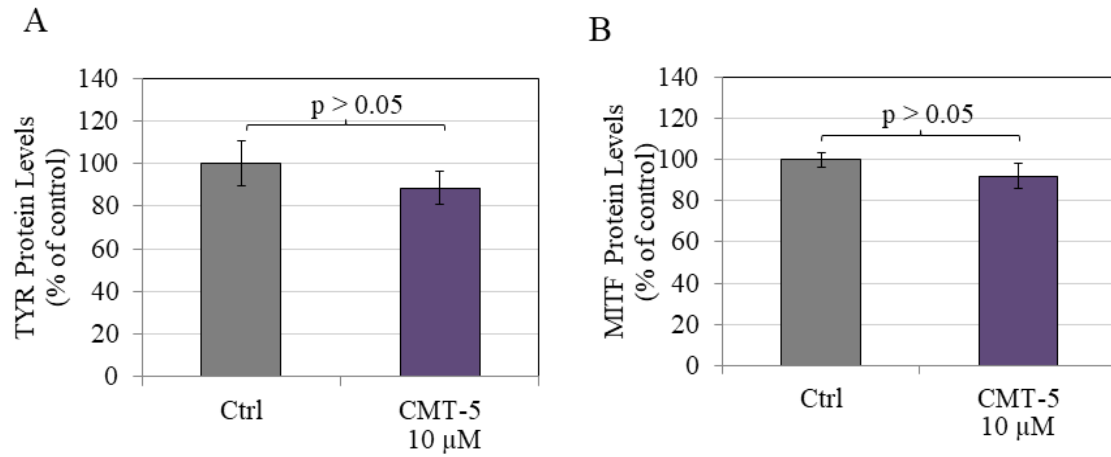 A
TYR Protein Levels
(% of control)
140
120
100
80
60
40
20
0
p > 0.05
Ctrl
CMT-5
10 µM
B
MITF Protein Levels
(% of control)
140
120
100
80
60
40
20
0
p > 0.05
Ctrl
CMT-5
10 µM